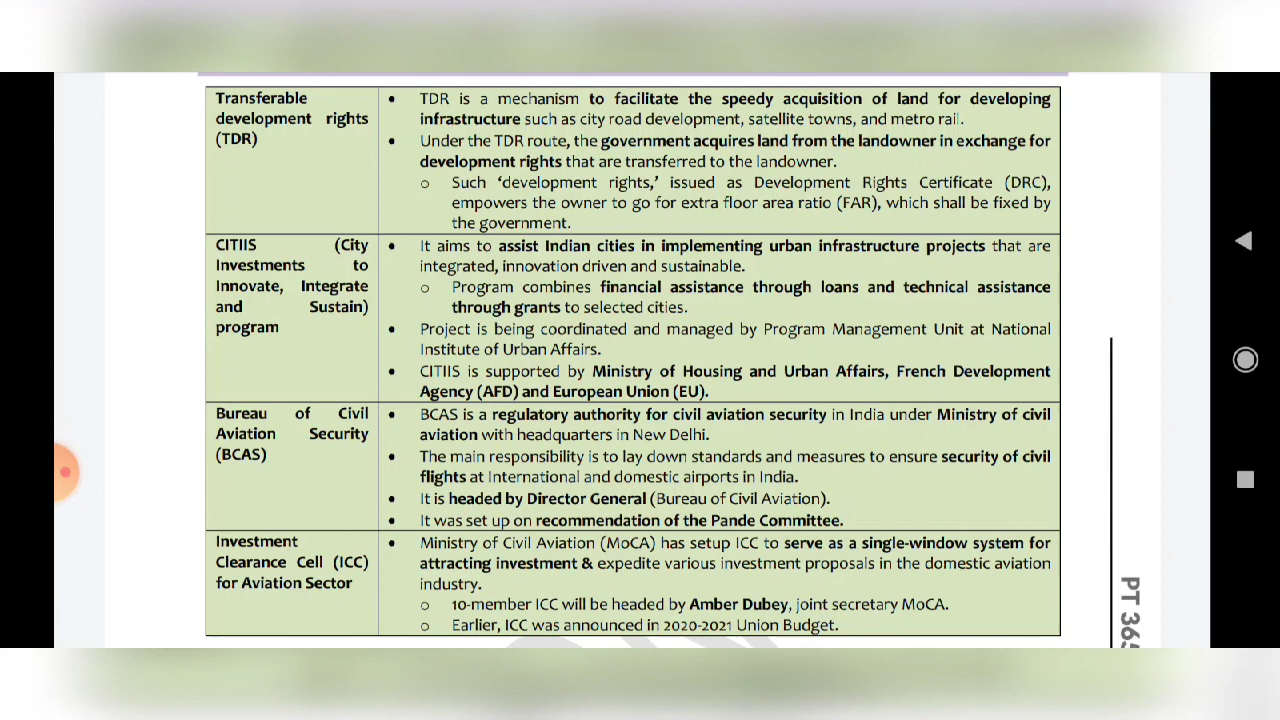 Transferable
development rights
(TDR)
• TDR is a mechanism to facilitate the speedy acquisition of land for developing
infrastructure such as city road development, satellite towns, and metro rail.
• Under the TDR route, the government acquires land from the landowner in exchange for
development rights that are transferred to the landowner.
o Such ‘development rights,’ issued as Development Rights Certificate (DRC),
empowers the owner to go for extra floor area ratio (FAR), which shall be fixed by
the government.
CITIIS (City
Investments to
Innovate, Integrate
and Sustain)
program
• It aims to assist Indian cities in implementing urban infrastructure projects that are
integrated, innovation driven and sustainable.
o Program combines financial assistance through loans and technical assistance
through grants to selected cities.
• Project is being coordinated and managed by Program Management Unit at National
Institute of Urban Affairs.
• CITIIS is supported by Ministry of Housing and Urban Affairs, French Development
Agency (AFD) and European Union (EU).
Bureau of Civil
Aviation Security
(BCAS)
• BCAS is a regulatory authority for civil aviation security in India under Ministry of civil
aviation with headquarters in New Delhi.
• The main responsibility is to lay down standards and measures to ensure security of civil
flights at International and domestic airports in India.
• It is headed by Director General (Bureau of Civil Aviation).
• It was set up on recommendation of the Pande Committee.
Investment
Clearance Cell (ICC)
for Aviation Sector
• Ministry of Civil Aviation (MoCA) has setup ICC to serve as a single-window system for
attracting investment & expedite various investment proposals in the domestic aviation
industry.
o 10-member ICC will be headed by Amber Dubey, joint secretary MoCA.
o Earlier, ICC was announced in 2020-2021 Union Budget.
PT 365